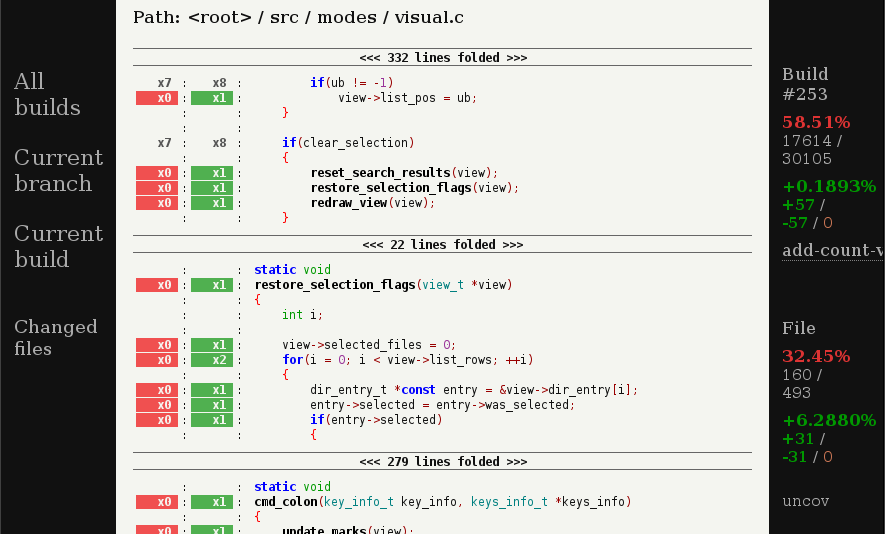 Path: <root> / src / modes / visual.c
All
builds
Current
branch
Current
build
Changed
files
<<< 332 lines folded >>>
x7 : x8 : if(ub != -1)
x0 : x1 : view->list_pos = ub;
: : }
: :
x7 : x8 : if(clear_selection)
: : {
x0 : x1 : reset_search_results(view);
x0 : x1 : restore_selection_flags(view);
x0 : x1 : redraw_view(view);
: : }
<<< 22 lines folded >>>
: : static void
x0 : x1 : restore_selection_flags(view_t *view)
: : {
: : int i;
: :
x0 : x1 : view->selected_files = 0;
x0 : x2 : for(i = 0; i < view->list_rows; ++i)
: : {
x0 : x1 : dir_entry_t *const entry = &view->dir_entry[i];
x0 : x1 : entry->selected = entry->was_selected;
x0 : x1 : if(entry->selected)
: : {
<<< 279 lines folded >>>
: : static void
x0 : x1 : cmd_colon(key_info_t key_info, keys_info_t *keys_info)
: : {
x0 : x1 : update_marks(view);
Build
#253
58.51%
17614 /
30105
+0.1893%
+57 /
-57 / 0
add-count-v
File
32.45%
160 /
493
+6.2880%
+31 /
-31 / 0
uncov